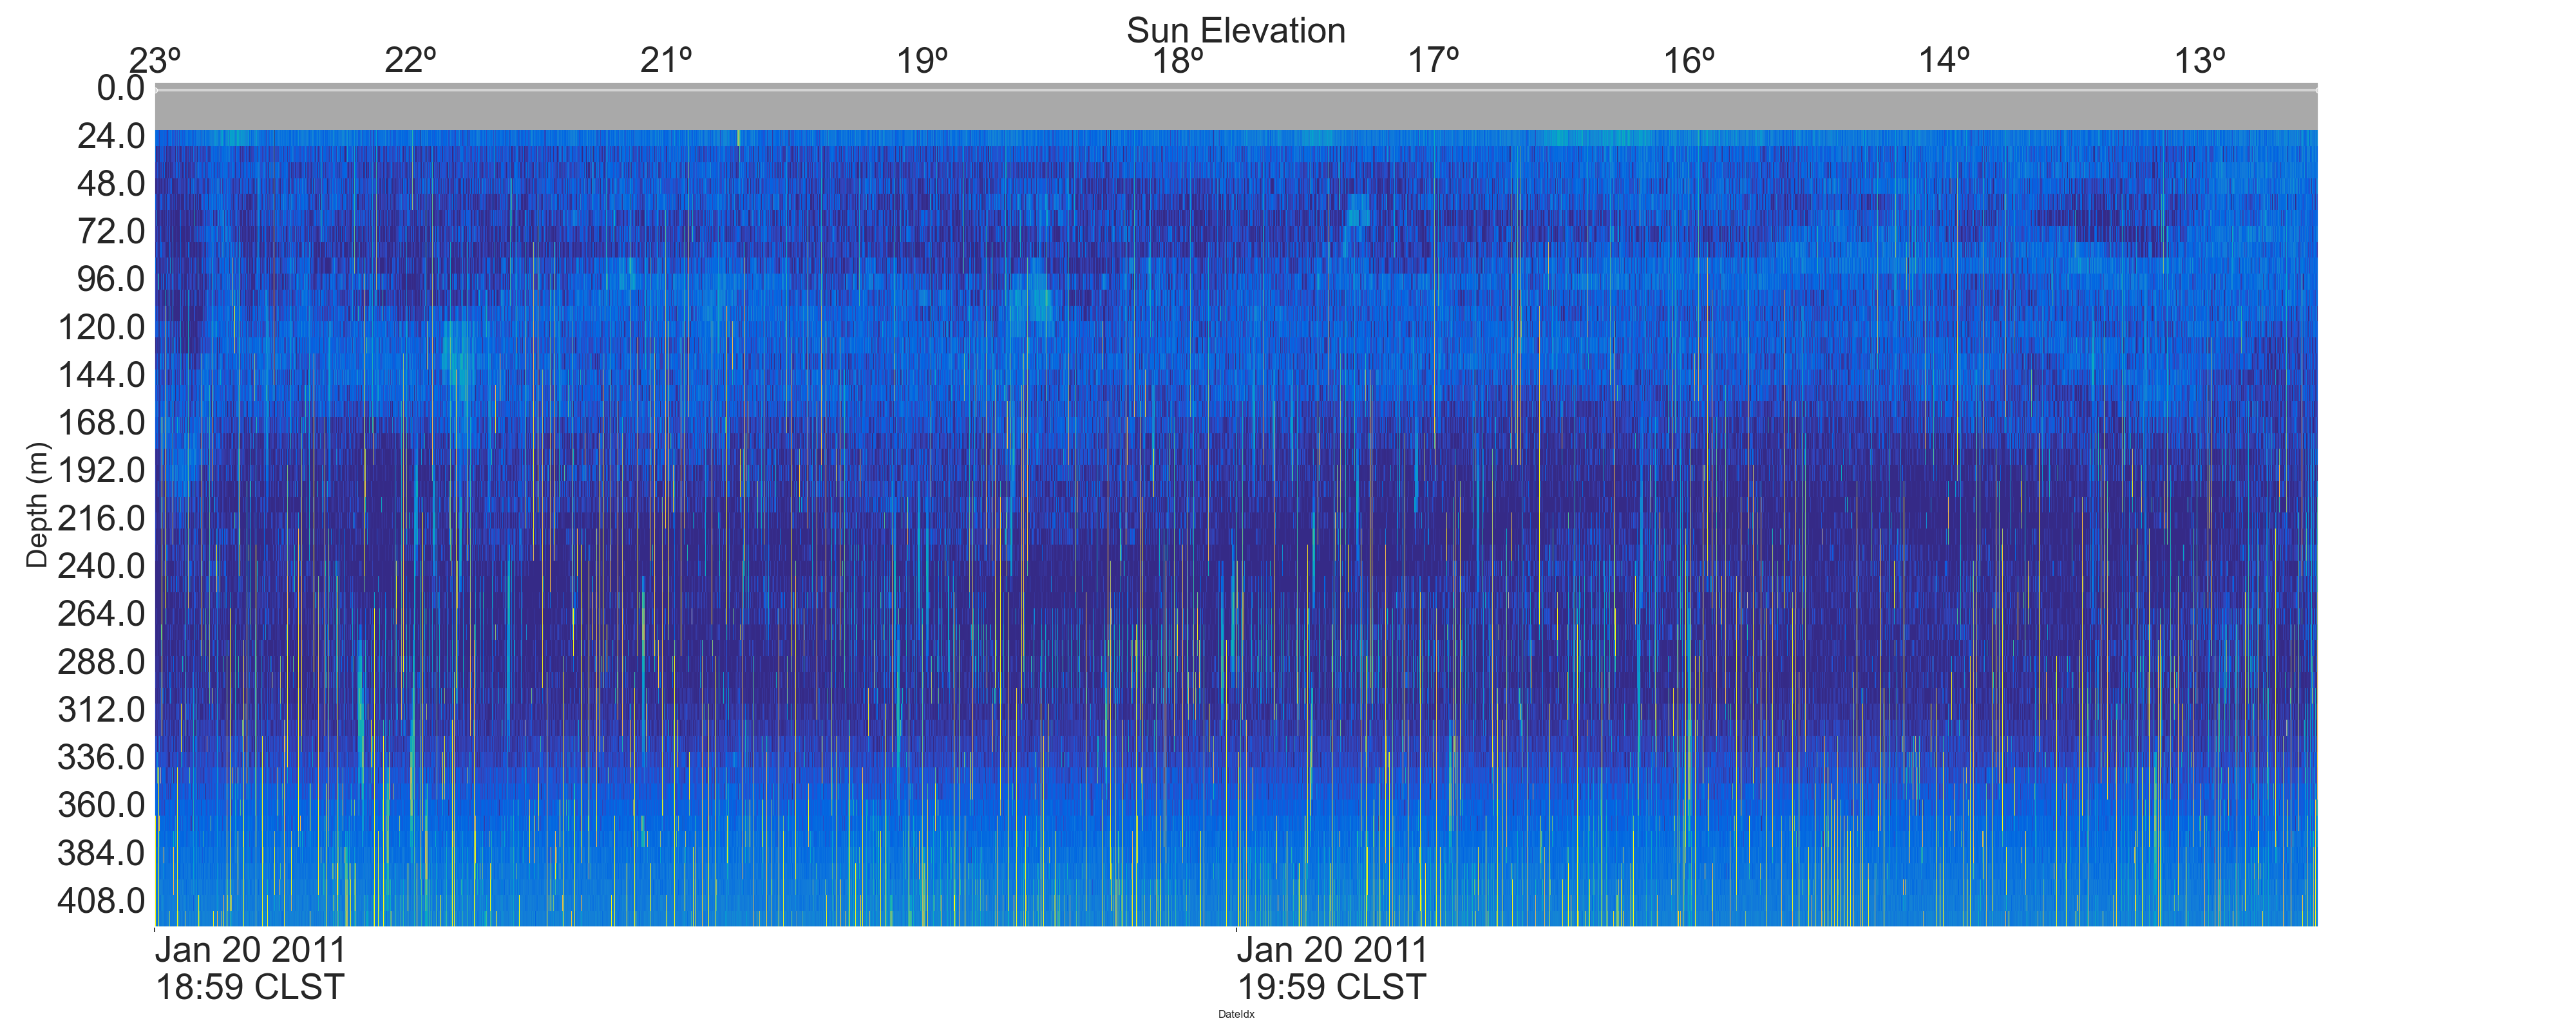 Sun Elevation
23º 22º 21º 19º 18º 17º 16º 14º 13º
Depth (m)
0.0
24.0
48.0
72.0
96.0
120.0
144.0
168.0
192.0
216.0
240.0
264.0
288.0
312.0
336.0
360.0
384.0
408.0
Jan 20 2011
18:59 CLST
Jan 20 2011
19:59 CLST
DateIdx